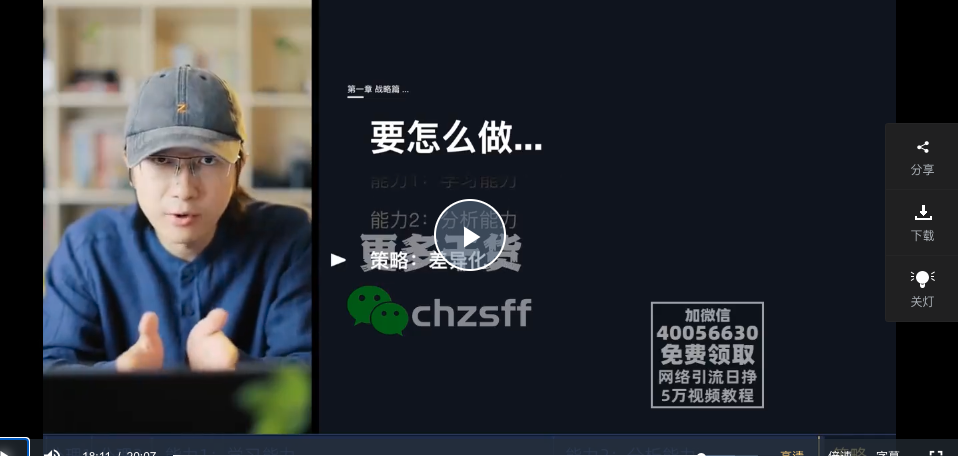 第一章 战略篇 ...
要怎么做...
能力1：学习能力
能力2：分析能力
更多干货
策略：差异化
chzsff
加微信
40056630
免费领取
网络引流日挣
5万视频教程
分享
下载
关灯
18:11 / 20:07
高清
倍速
字幕